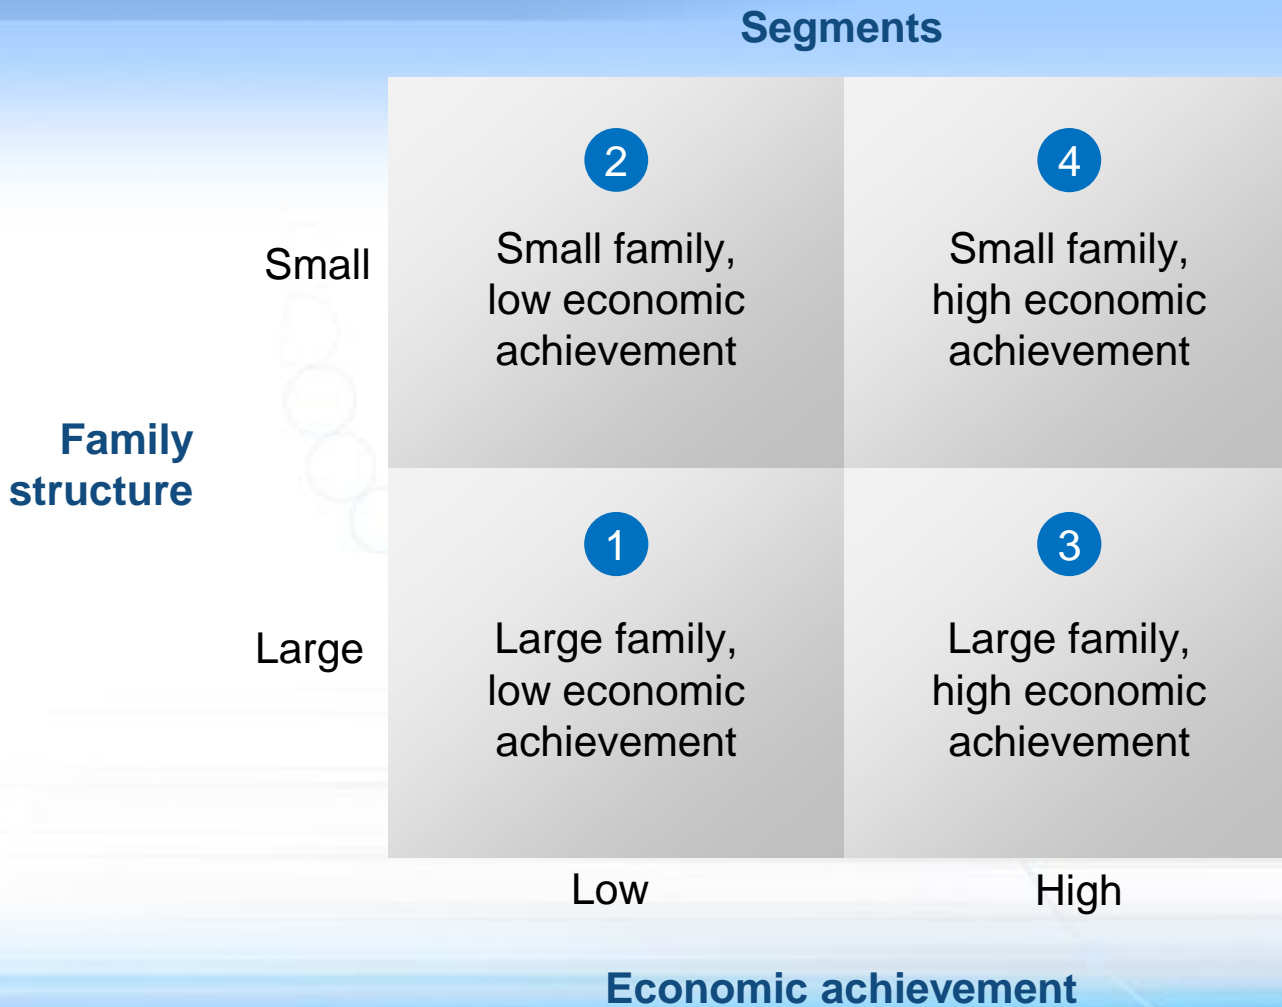 Segments
2
4
Small
Small family,
low economic
achievement
Small family,
high economic
achievement
Family
structure
1
3
Large
Large family,
low economic
achievement
Large family,
high economic
achievement
Low
High
Economic achievement